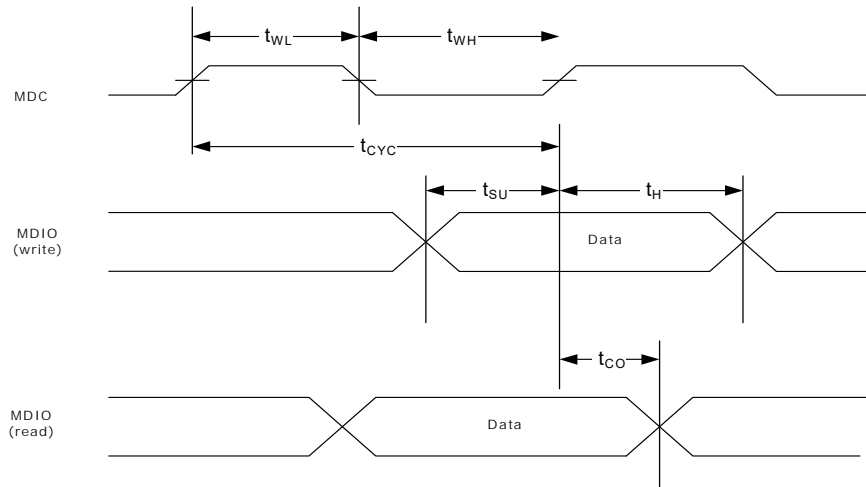 tWL
tWH
MDC
tCYC
tSU
tH
MDIO
(write)
Data
tCO
MDIO
(read)
Data